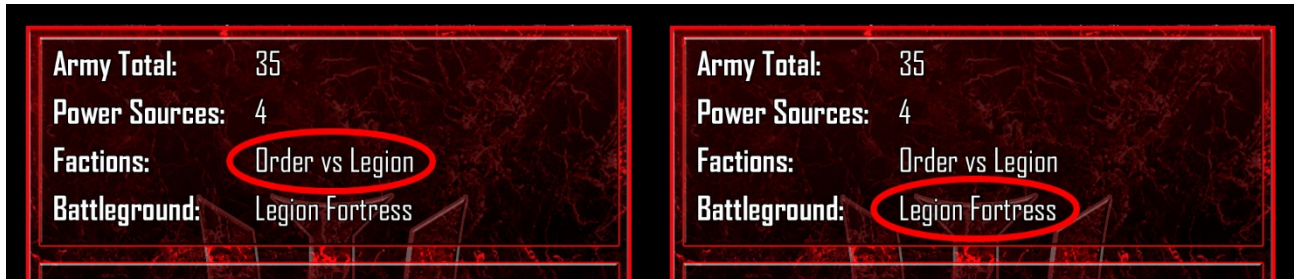 Army Total: 35
Power Sources: 4
Factions: Order vs Legion
Battleground: Legion Fortress
Army Total: 35
Power Sources: 4
Factions: Order vs Legion
Battleground: Legion Fortress